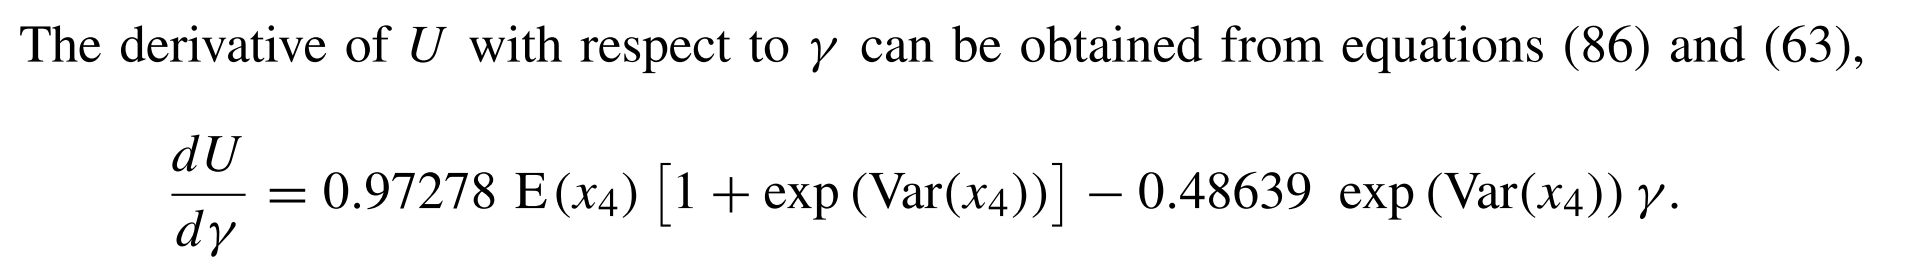 The derivative of U with respect to γ can be obtained from equations (86) and (63),
dU/dγ = 0.97278 E(x₄) [1 + exp (Var(x₄))] − 0.48639 exp (Var(x₄)) γ.